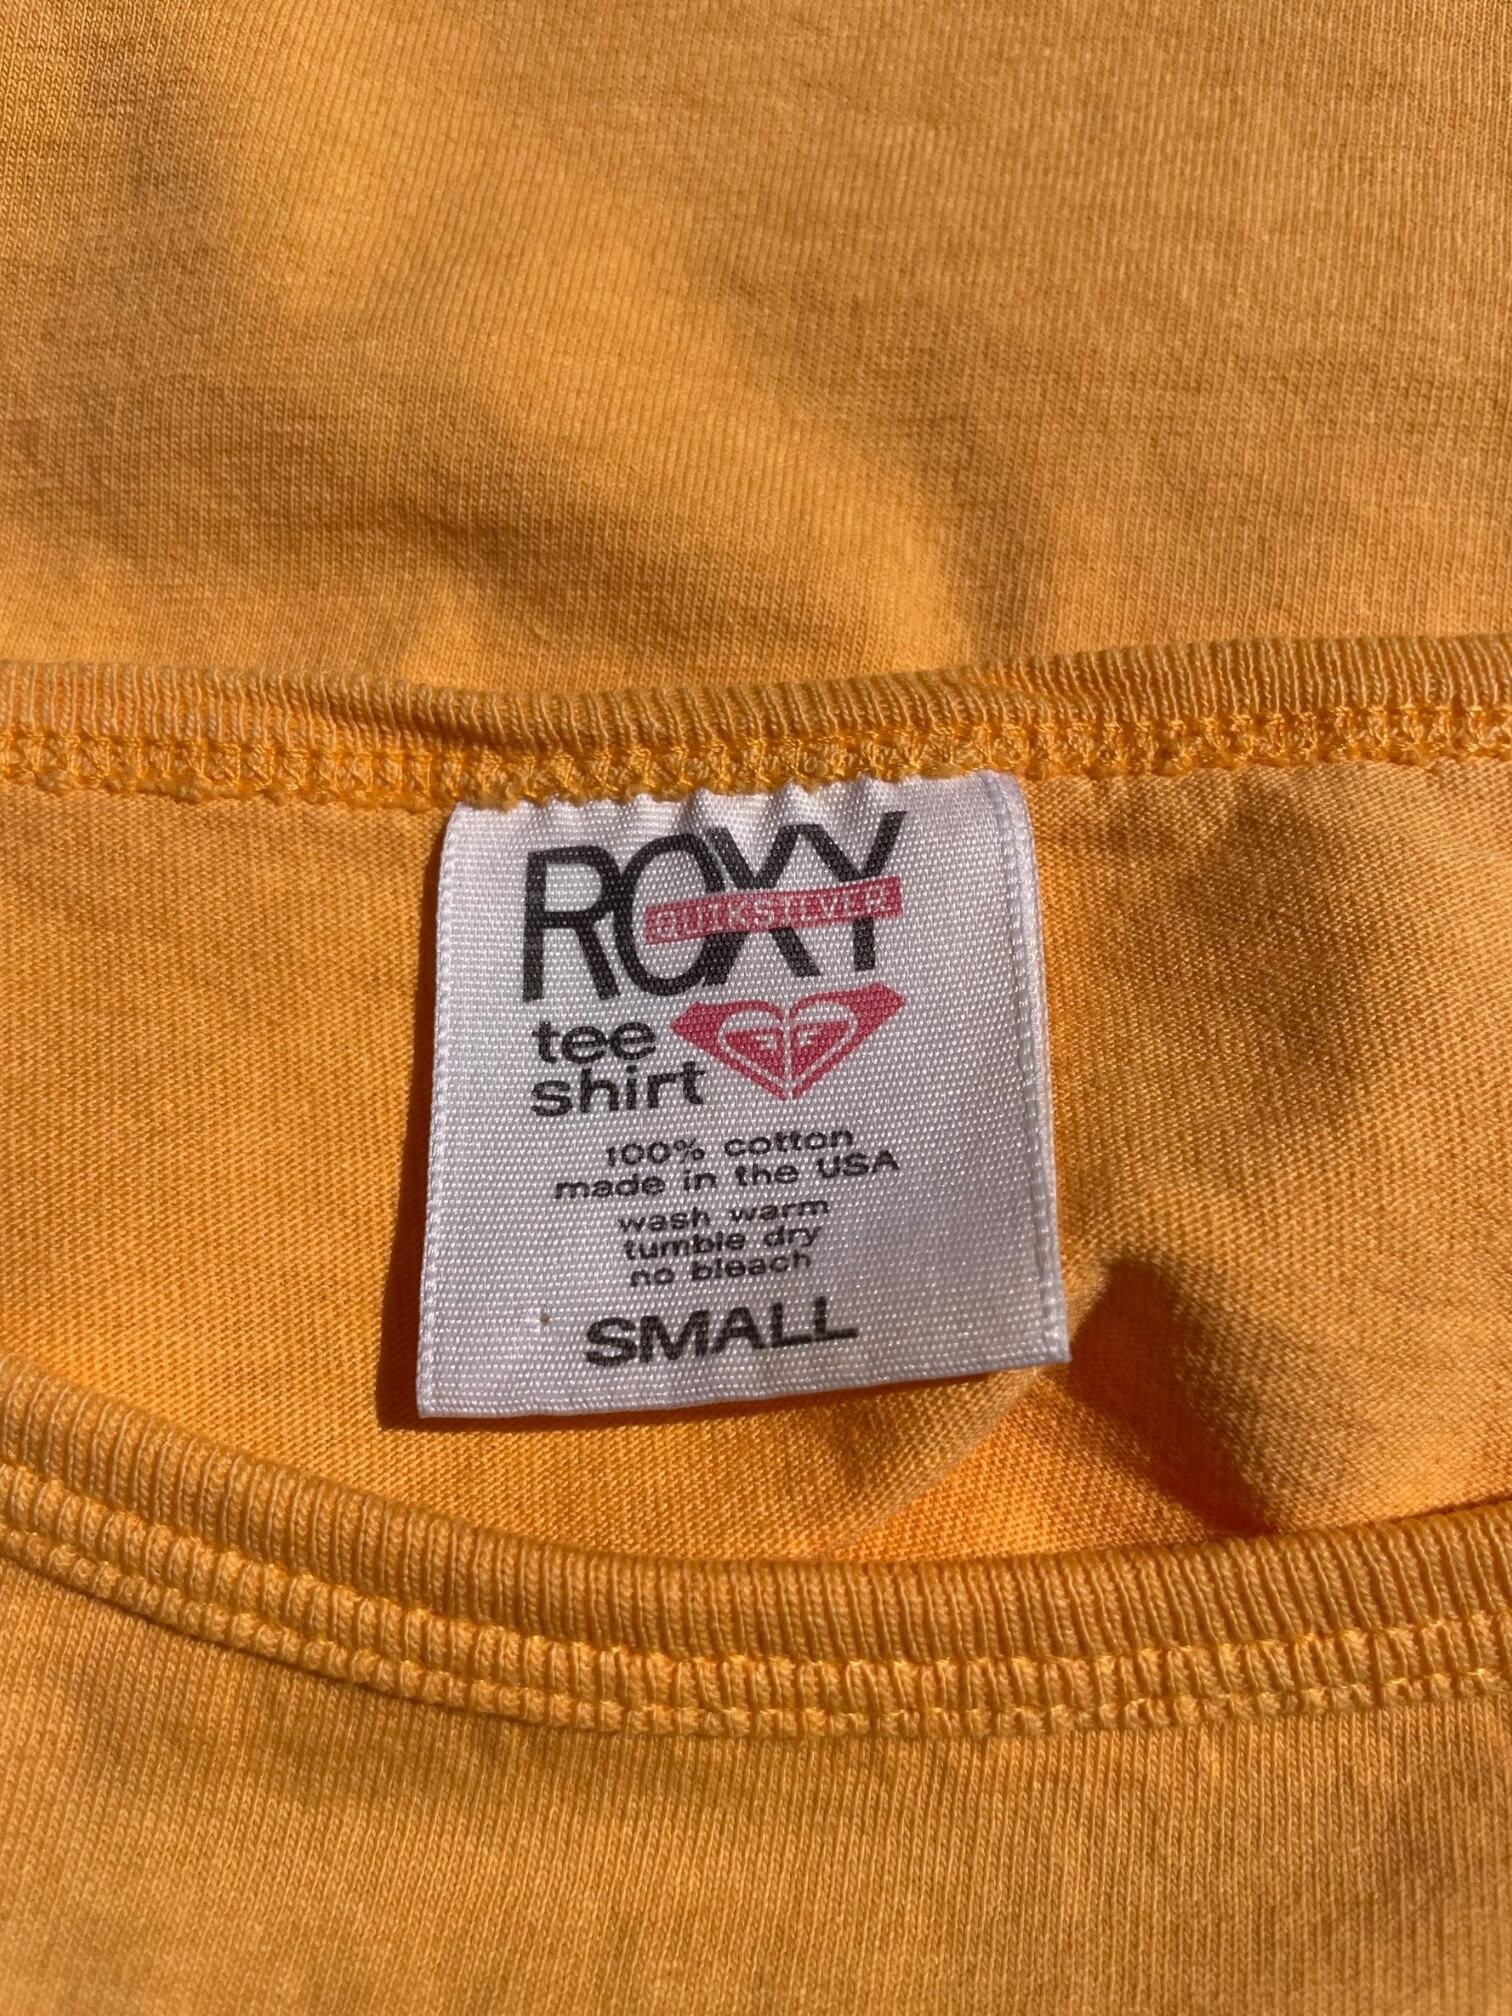 ROXY
QUIKSILVER
tee
shirt
100% cotton
made in the USA
wash warm
tumble dry
no bleach
SMALL